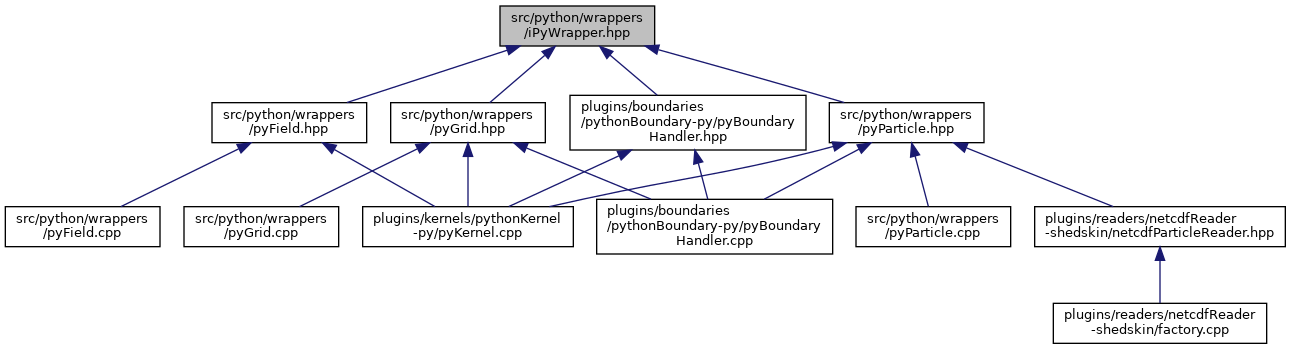 src/python/wrappers
/iPyWrapper.hpp
src/python/wrappers
/pyField.hpp
src/python/wrappers
/pyGrid.hpp
plugins/boundaries
/pythonBoundary-py/pyBoundary
Handler.hpp
src/python/wrappers
/pyParticle.hpp
src/python/wrappers
/pyField.cpp
src/python/wrappers
/pyGrid.cpp
plugins/kernels/pythonKernel
-py/pyKernel.cpp
plugins/boundaries
/pythonBoundary-py/pyBoundary
Handler.cpp
src/python/wrappers
/pyParticle.cpp
plugins/readers/netcdfReader
-shedskin/netcdfParticleReader.hpp
plugins/readers/netcdfReader
-shedskin/factory.cpp